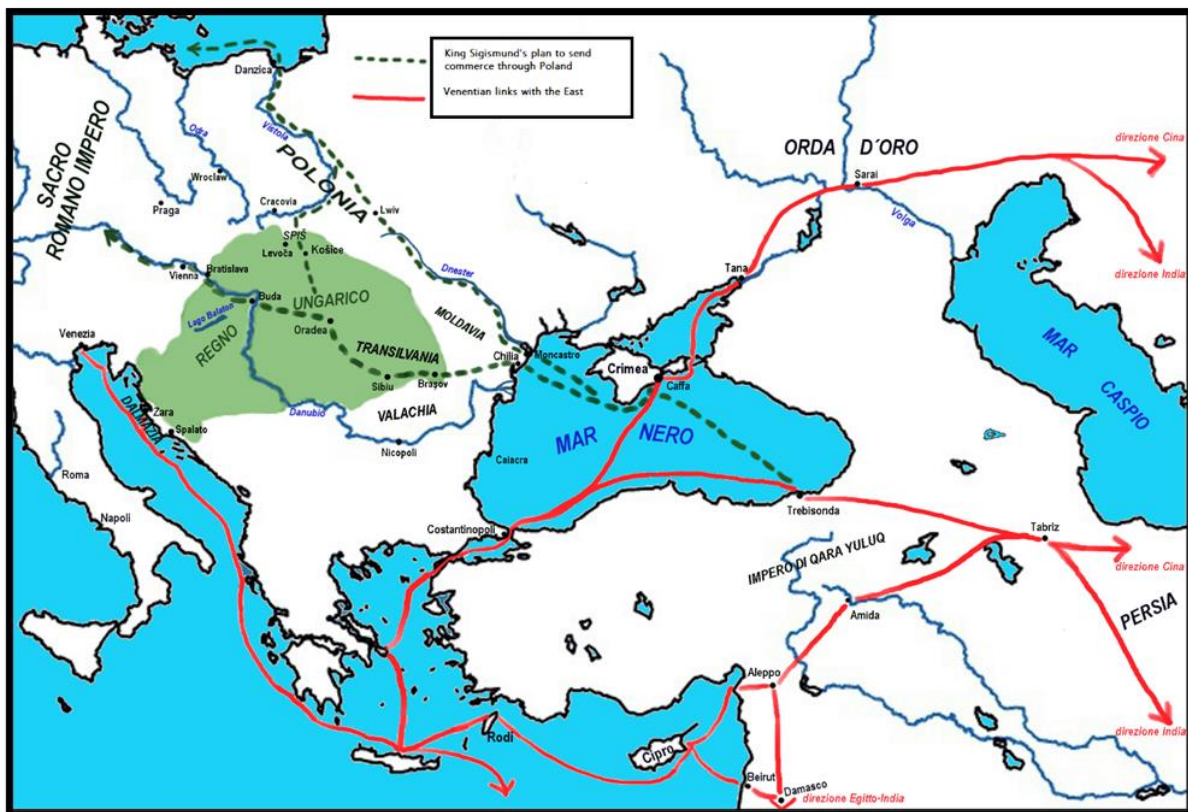 King Sigismund's plan to send
commerce through Poland
Venentian links with the East
Danzica
Odra
Vistola
POLONIA
SACRO
ROMANO IMPERO
Wroclaw
Praga
Cracovia
Lwiv
SPIŠ
Levoča
Košice
Dnester
Vienna
Bratislava
Buda
UNGARICO
Lago Balaton
REGNO
Oradea
MOLDAVIA
TRANSILVANIA
Chilia
Moncastro
Sibiu
Braşov
VALACHIA
Danubio
Nicopoli
Venezia
DALMAZIA
Zara
Spalato
Roma
Napoli
ORDA D'ORO
Sarai
Volga
direzione Cina
direzione India
Tana
Crimea
Caffa
MAR NERO
MAR
CASPIO
Caiacra
Costantinopoli
Trebisonda
Tabriz
IMPERO DI QARA YULUQ
direzione Cina
PERSIA
Amida
Aleppo
direzione India
Rodi
Cipro
Beirut
Damasco
direzione Egitto-India